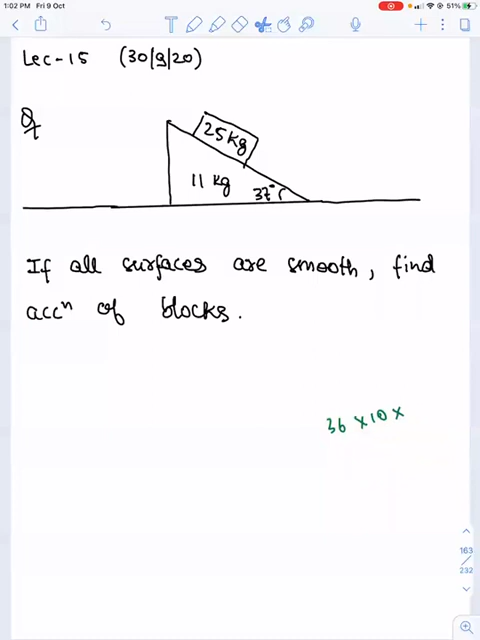 1:02 PM Fri 9 Oct
51%
Lec-15 (30/9/20)
Q/
25 kg
11 kg
37°
If all surfaces are smooth, find
accⁿ of blocks.
36 × 10 ×
163
232